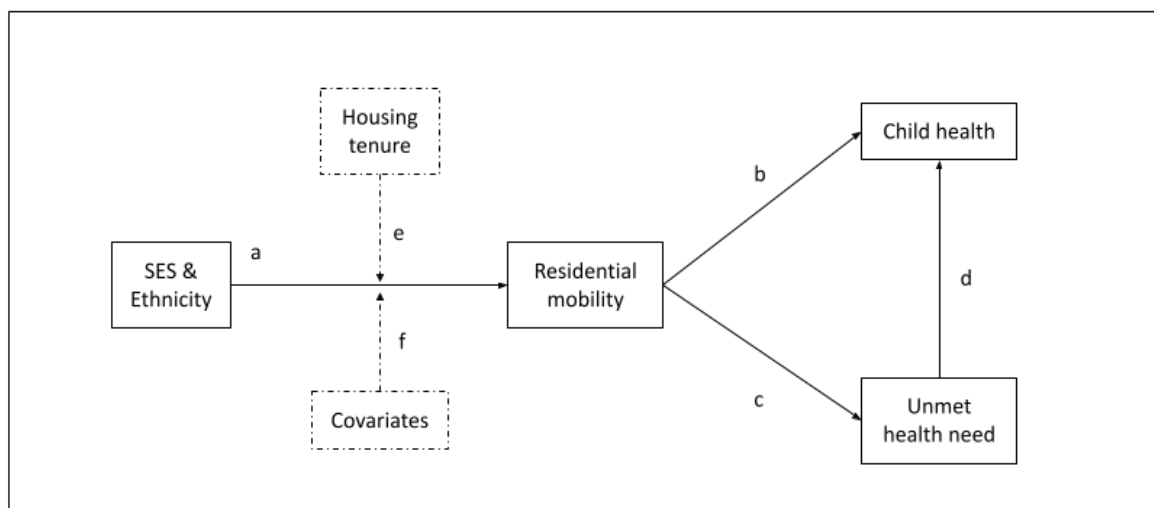 Housing
tenure
Child health
b
e
a
SES &
Ethnicity
Residential
mobility
d
f
c
Covariates
Unmet
health need